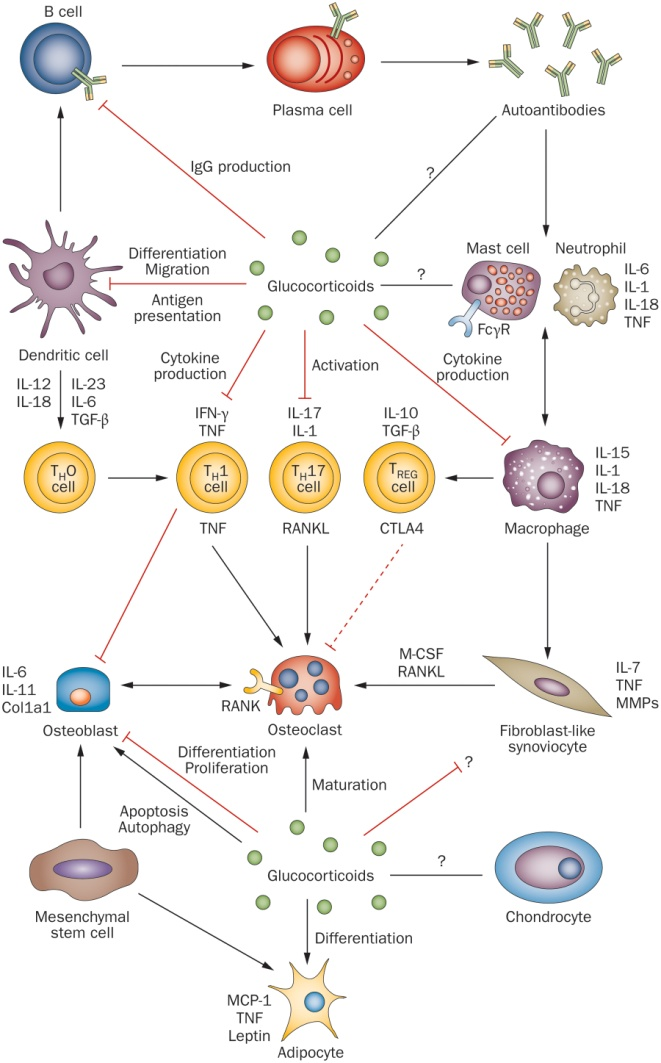 B cell
Plasma cell
Autoantibodies
IgG production
?
Differentiation
Migration
Antigen
presentation
Glucocorticoids
?
Mast cell
Neutrophil
FcγR
IL-6
IL-1
IL-18
TNF
Dendritic cell
IL-12
IL-18
IL-23
IL-6
TGF-β
Cytokine
production
Activation
Cytokine
production
IFN-γ
TNF
IL-17
IL-1
IL-10
TGF-β
TH0
cell
TH1
cell
TH17
cell
TREG
cell
IL-15
IL-1
IL-18
TNF
TNF
RANKL
CTLA4
Macrophage
IL-6
IL-11
Col1a1
Osteoblast
RANK
Osteoclast
M-CSF
RANKL
IL-7
TNF
MMPs
Fibroblast-like
synoviocyte
Differentiation
Proliferation
Maturation
?
Apoptosis
Autophagy
Glucocorticoids
?
Mesenchymal
stem cell
Chondrocyte
Differentiation
MCP-1
TNF
Leptin
Adipocyte